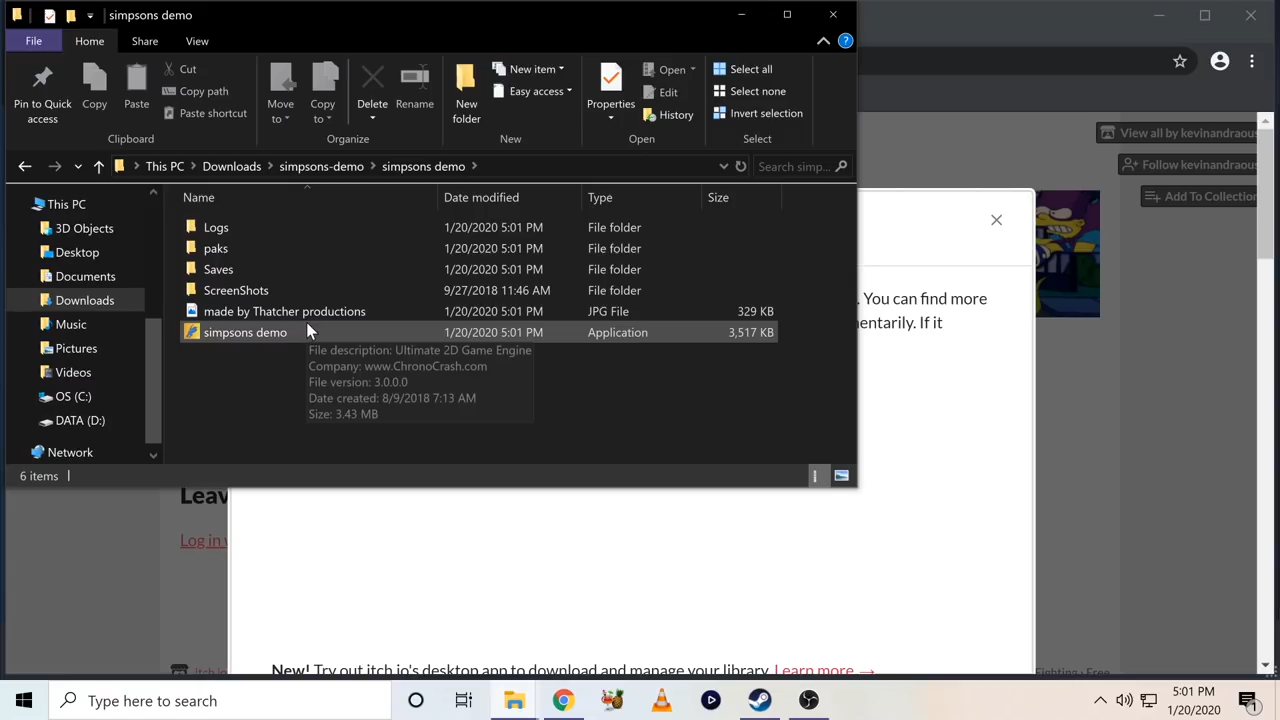 simpsons demo
File
Home
Share
View
?
Pin to Quick access
Copy
Paste
Cut
Copy path
Paste shortcut
Clipboard
Move to
Copy to
Delete
Rename
Organize
New folder
New item
Easy access
New
Properties
Open
Edit
History
Open
Select all
Select none
Invert selection
Select
This PC
Downloads
simpsons-demo
simpsons demo
Search simp...
Name
Date modified
Type
Size
This PC
3D Objects
Desktop
Documents
Downloads
Music
Pictures
Videos
OS (C:)
DATA (D:)
Network
Logs 1/20/2020 5:01 PM File folder
paks 1/20/2020 5:01 PM File folder
Saves 1/20/2020 5:01 PM File folder
ScreenShots 9/27/2018 11:46 AM File folder
made by Thatcher productions 1/20/2020 5:01 PM JPG File 329 KB
simpsons demo 1/20/2020 5:01 PM Application 3,517 KB
File description: Ultimate 2D Game Engine
Company: www.ChronoCrash.com
File version: 3.0.0.0
Date created: 8/9/2018 7:13 AM
Size: 3.43 MB
6 items
View all by kevinandraous
Follow kevinandraous
Add To Collection
. You can find more
entarily. If it
Leav
Log in
New! Try out itch.io's desktop app to download and manage your library. Learn more →
itch.io
Fighting · Free
Type here to search
5:01 PM
1/20/2020
1